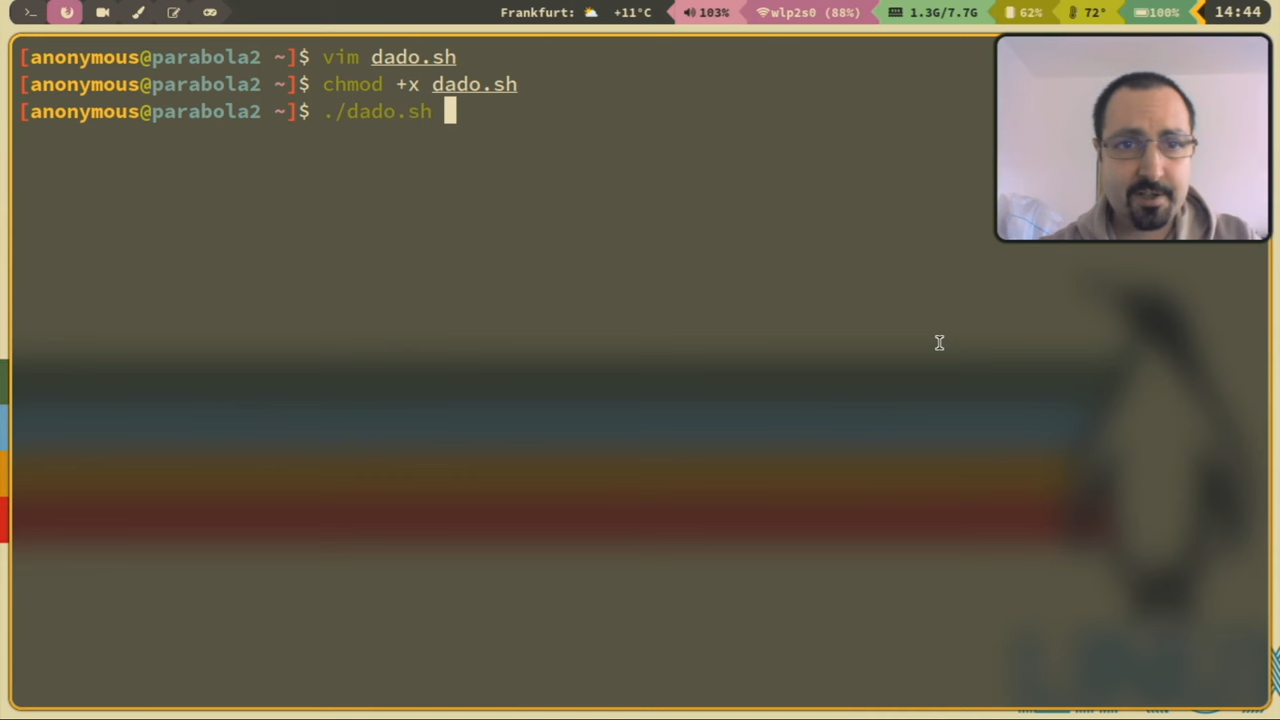 Frankfurt: +11°C 103% wlp2s0 (88%) 1.3G/7.7G 62% 72° 100% 14:44
[anonymous@parabola2 ~]$ vim dado.sh
[anonymous@parabola2 ~]$ chmod +x dado.sh
[anonymous@parabola2 ~]$ ./dado.sh